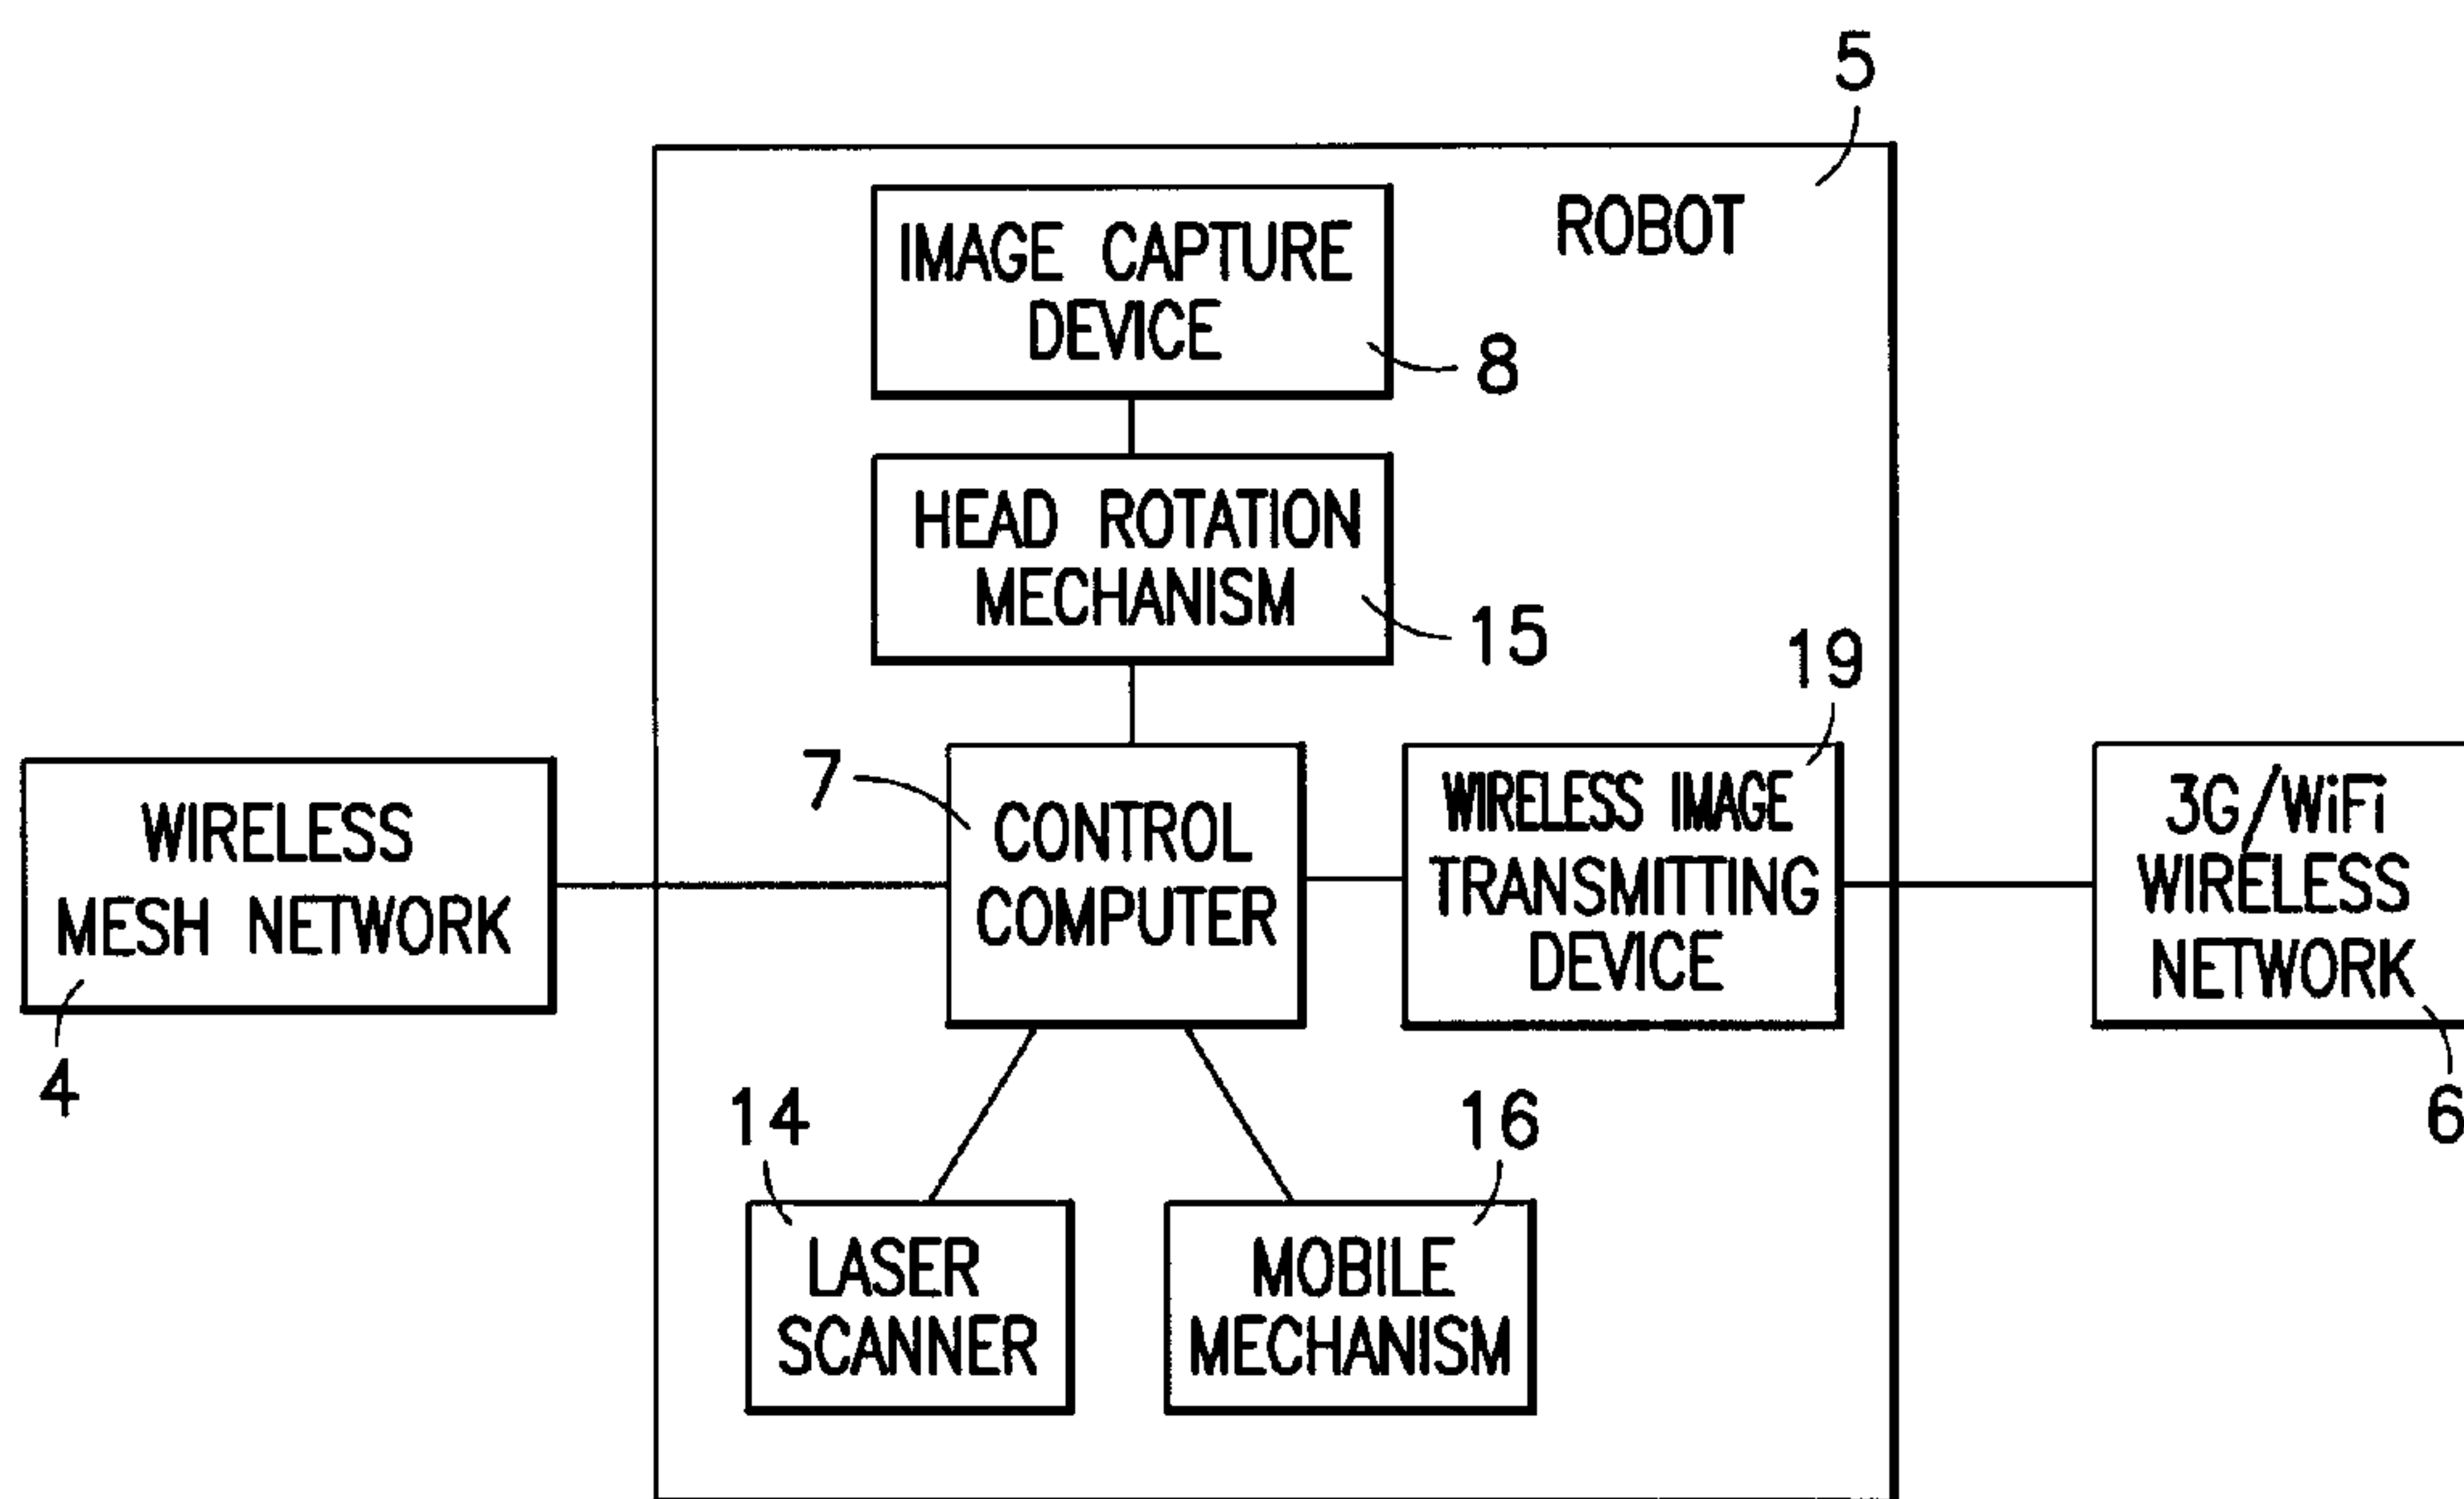 5
ROBOT
IMAGE CAPTURE
DEVICE
8
HEAD ROTATION
MECHANISM
15
19
7
WIRELESS
MESH NETWORK
4
CONTROL
COMPUTER
WIRELESS IMAGE
TRANSMITTING
DEVICE
3G/WiFi
WIRELESS
NETWORK
6
14
16
LASER
SCANNER
MOBILE
MECHANISM